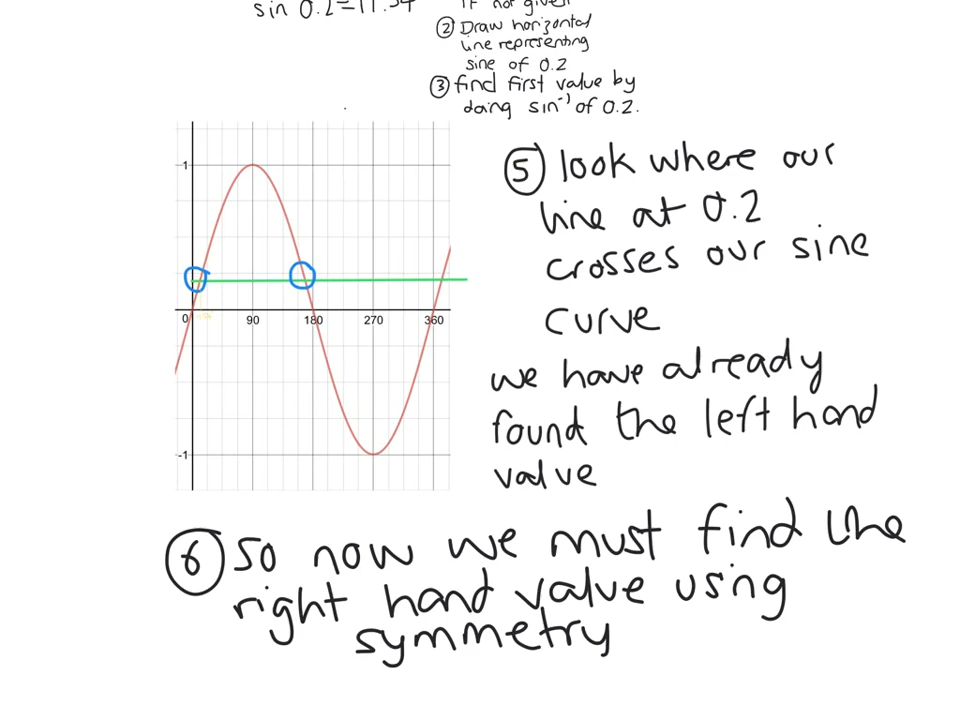 sin 0.2=11.54
if not given
② Draw horizontal
line representing
sine of 0.2
③ find first value by
doing sin⁻¹ of 0.2.
1
0
90
180
270
360
-1
⑤ look where our
line at 0.2
crosses our sine
curve
we have already
found the left hand
value
⑥ So now we must find the
right hand value using
symmetry